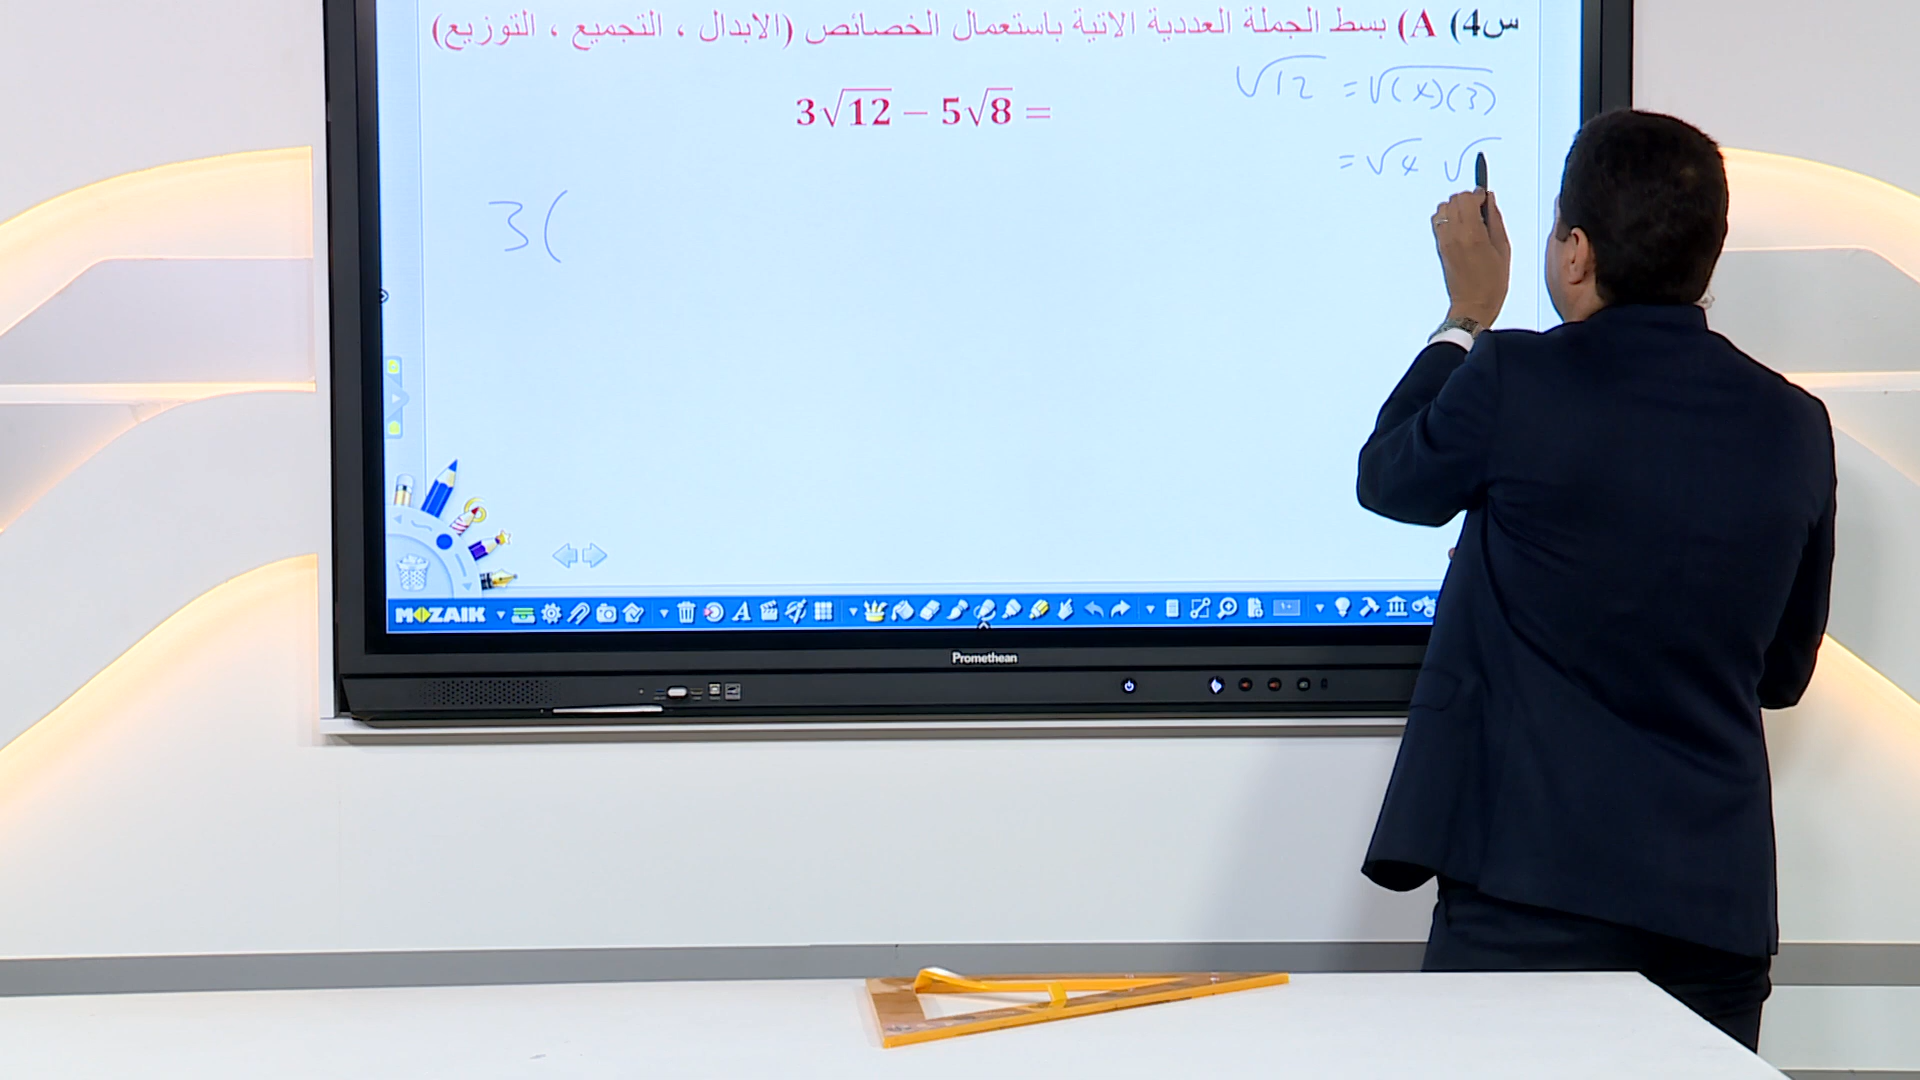 س4) A) بسط الجملة العددية الاتية باستعمال الخصائص (الابدال ، التجميع ، التوزيع)
3√12 − 5√8 =
√12 = √(4)(3)
= √4 √
3(
MOZAIK
Promethean